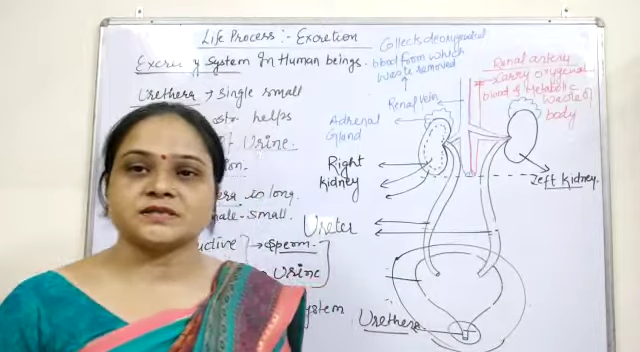 Life Process :- Excretion
Excre y System In Human beings.
Urethera → Single small
helps
Urine.
is long.
male - small.
uctive → Sperm.
Urine
ystem
Collects deoxygenated
blood from which
waste removed
Renal vein
Adrenal
Gland
Right
Kidney
Ureter
Urethera
Renal artery
Carry oxygenat
blood & Metabolic
waste of
body
Left Kidney.